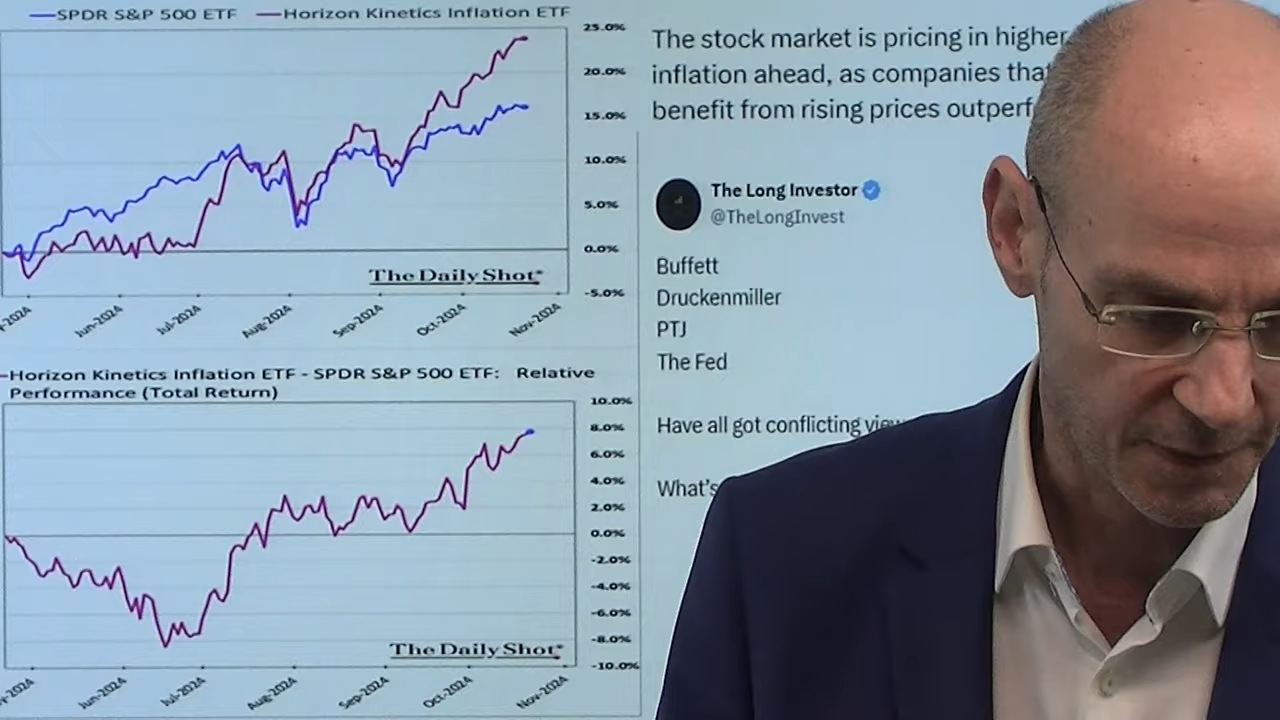 SPDR S&P 500 ETF Horizon Kinetics Inflation ETF
25.0%
20.0%
15.0%
10.0%
5.0%
0.0%
-5.0%
The Daily Shot
-2024
Jun-2024
Jul-2024
Aug-2024
Sep-2024
Oct-2024
Nov-2024
Horizon Kinetics Inflation ETF - SPDR S&P 500 ETF: Relative
Performance (Total Return)
10.0%
8.0%
6.0%
4.0%
2.0%
0.0%
-2.0%
-4.0%
-6.0%
-8.0%
-10.0%
The Daily Shot
-2024
Jun-2024
Jul-2024
Aug-2024
Sep-2024
Oct-2024
Nov-2024
The stock market is pricing in higher
inflation ahead, as companies tha
benefit from rising prices outperf
The Long Investor
@TheLongInvest
Buffett
Druckenmiller
PTJ
The Fed
Have all got conflicting view
What's